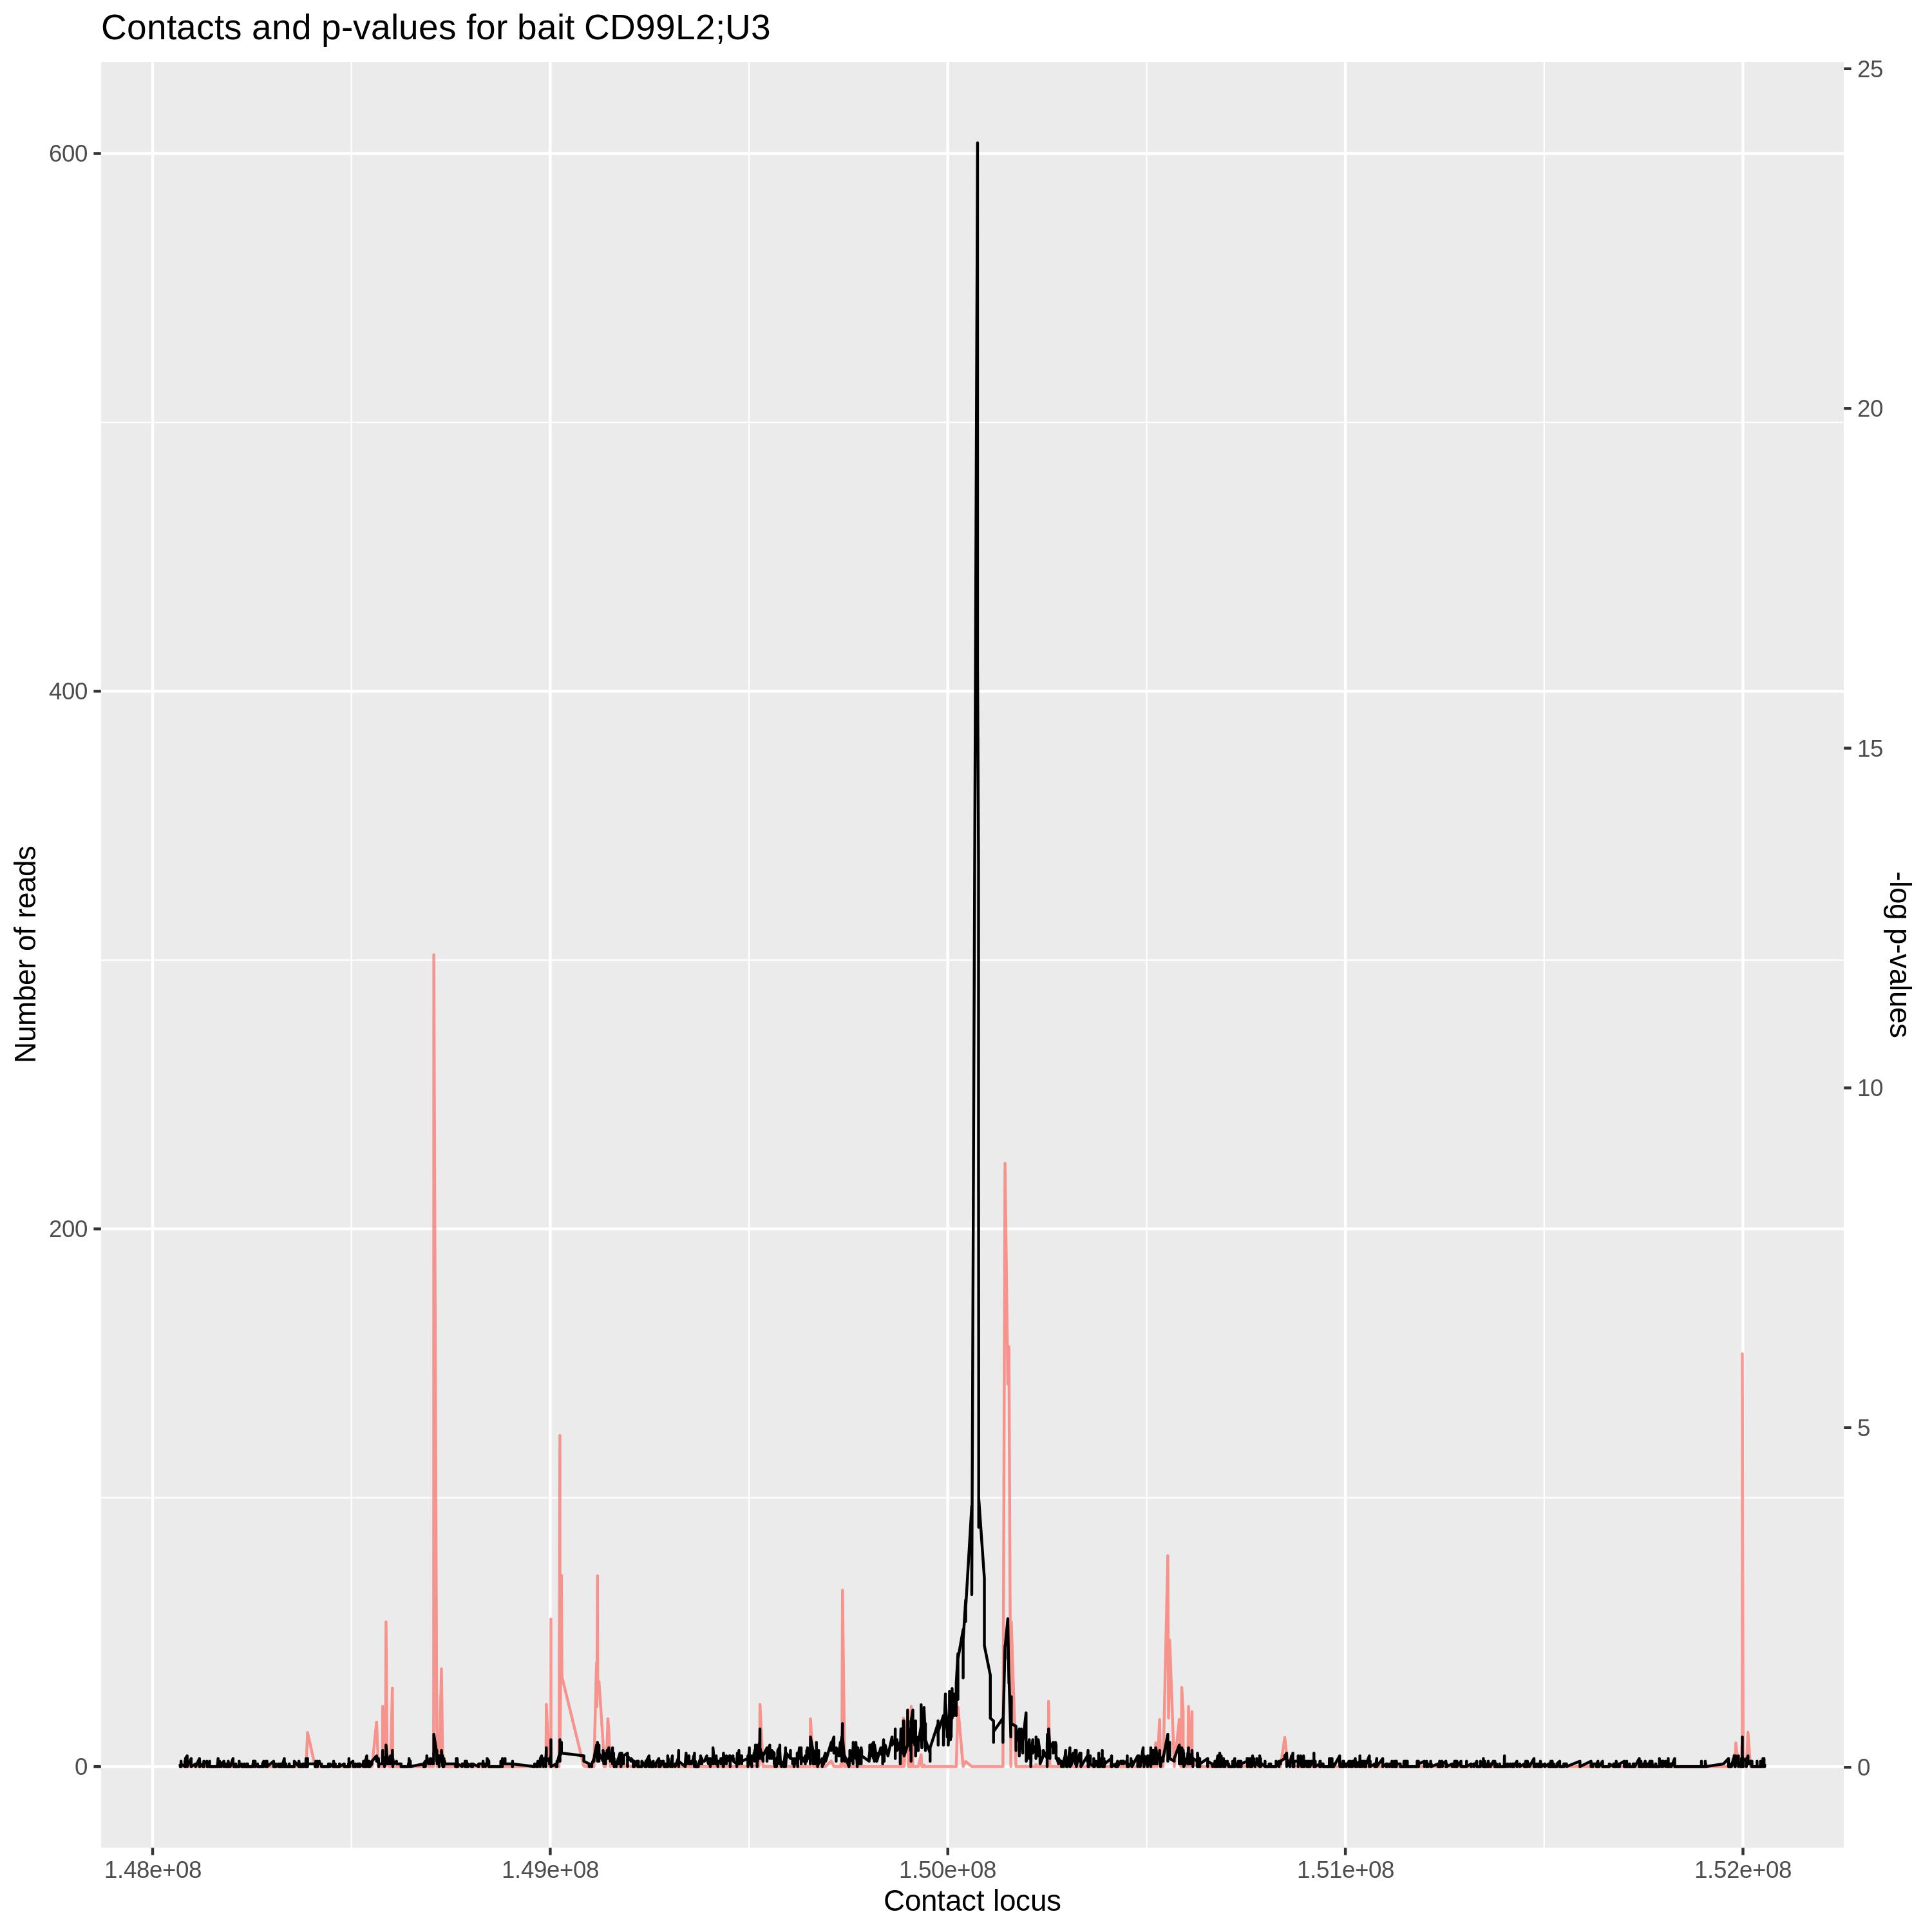 Contacts and p-values for bait CD99L2;U3
600
400
200
0
Number of reads
25
20
15
10
5
0
-log p-values
1.48e+08
1.49e+08
1.50e+08
1.51e+08
1.52e+08
Contact locus